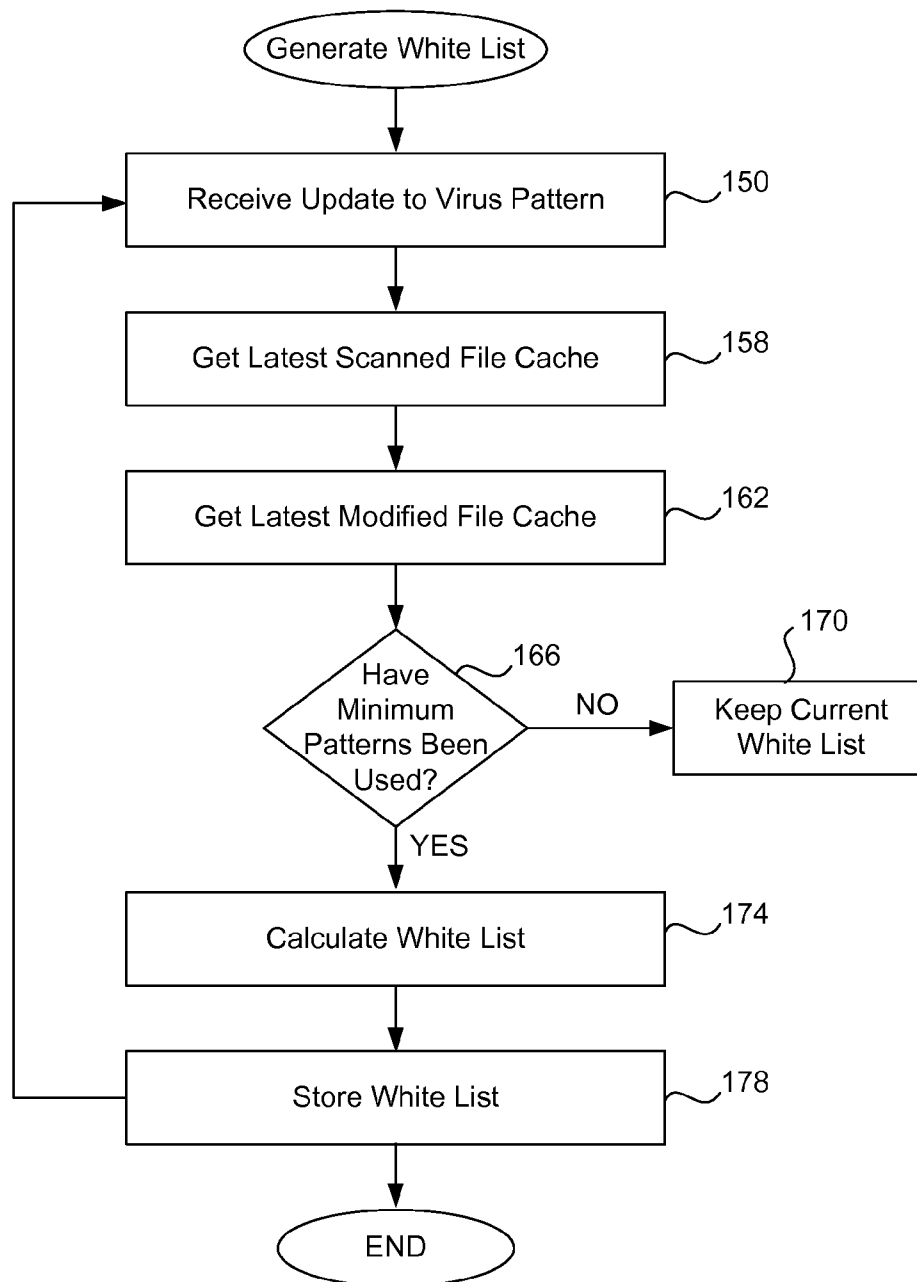 Generate White List
Receive Update to Virus Pattern
150
Get Latest Scanned File Cache
158
Get Latest Modified File Cache
162
Have
Minimum
Patterns Been
Used?
166
NO
170
Keep Current
White List
YES
Calculate White List
174
Store White List
178
END